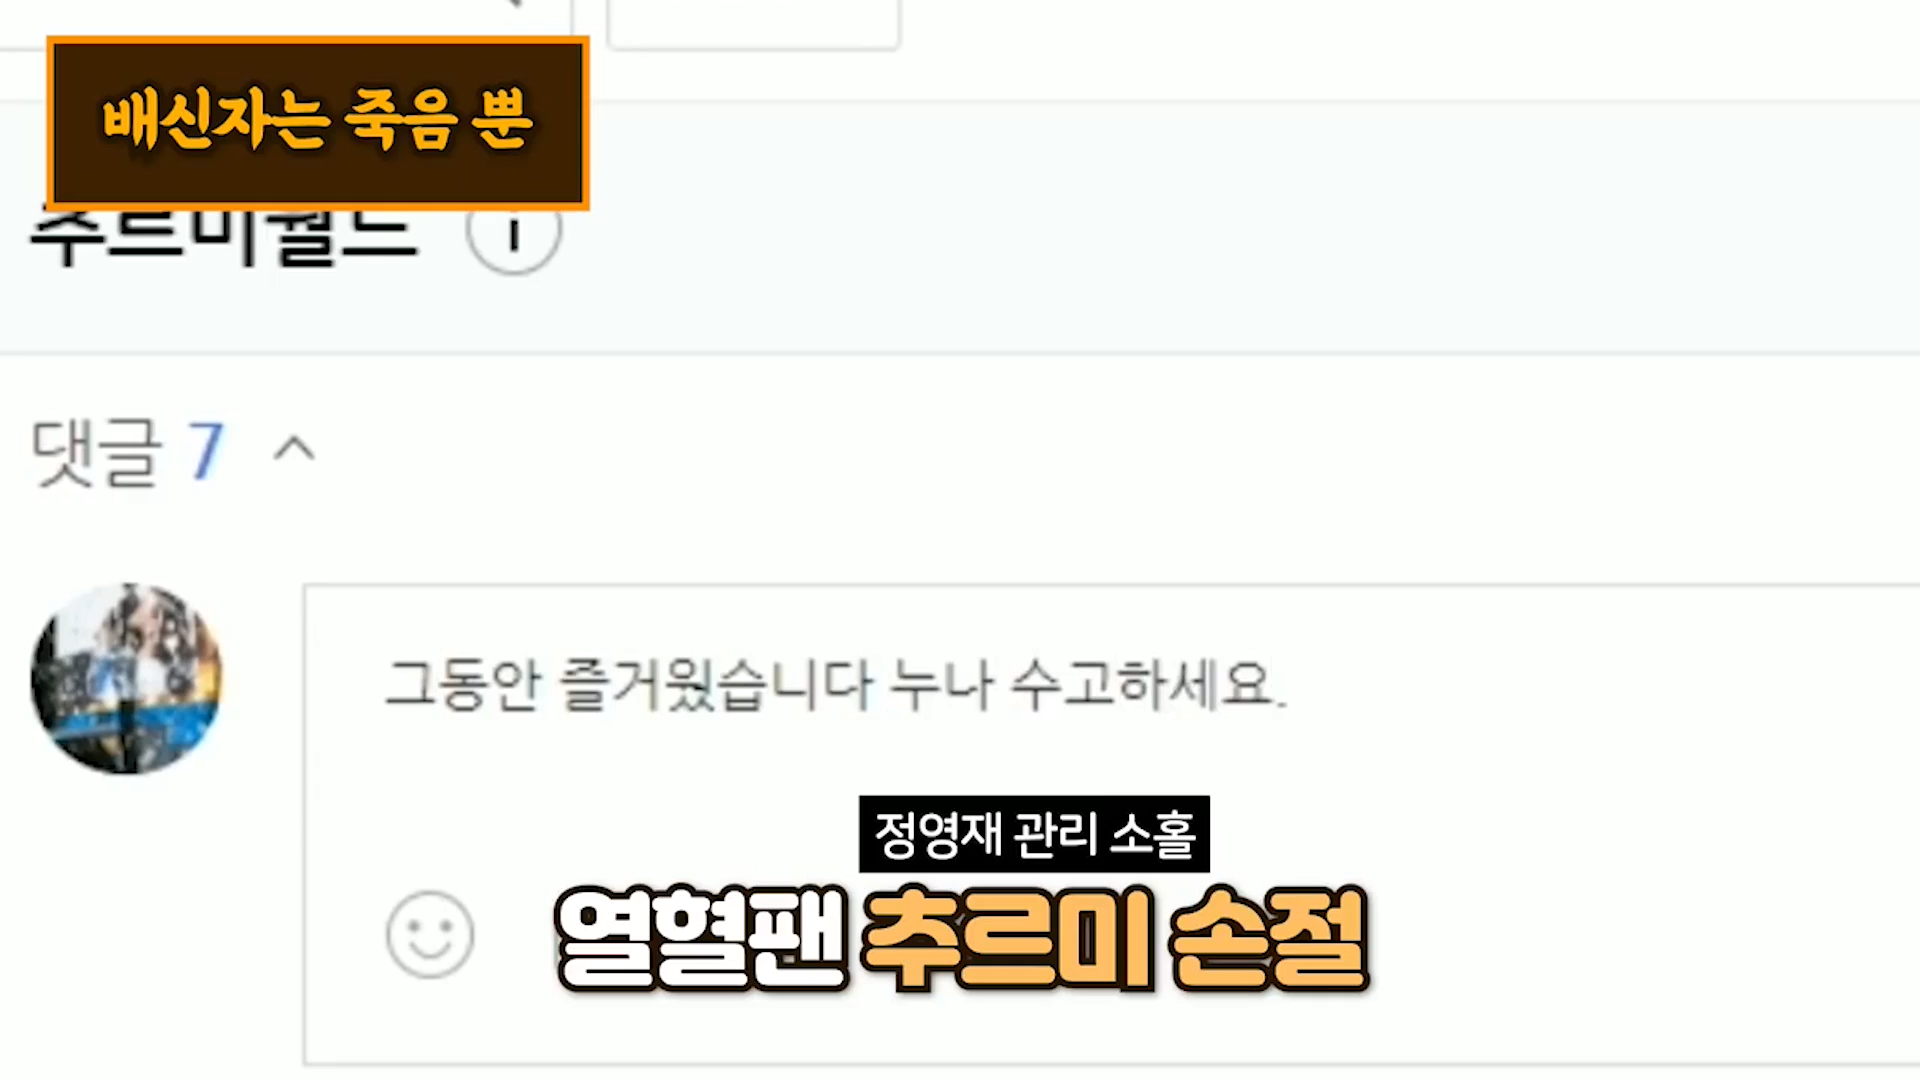 배신자는 죽음 뿐
추르미월드
댓글 7
그동안 즐거웠습니다 누나 수고하세요.
정영재 관리 소홀
열혈팬 추르미 손절